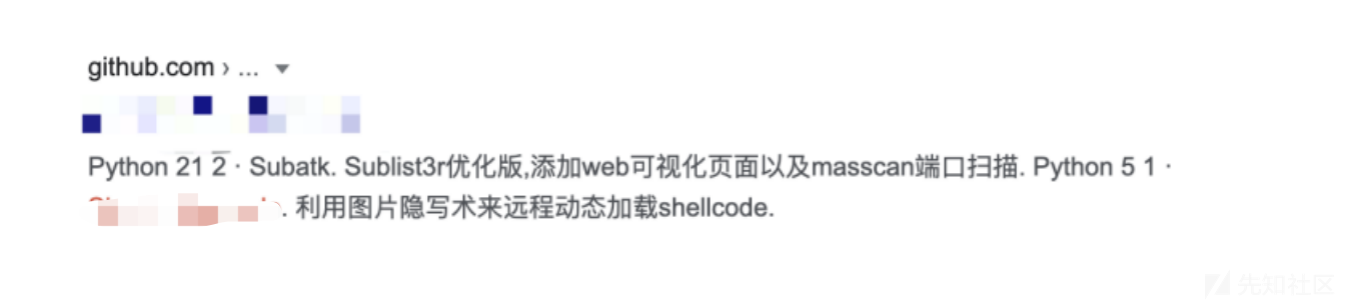 github.com › ...
Python 21 2 · Subatk. Sublist3r优化版,添加web可视化页面以及masscan端口扫描. Python 5 1 ·
. 利用图片隐写术来远程动态加载shellcode.
先知社区